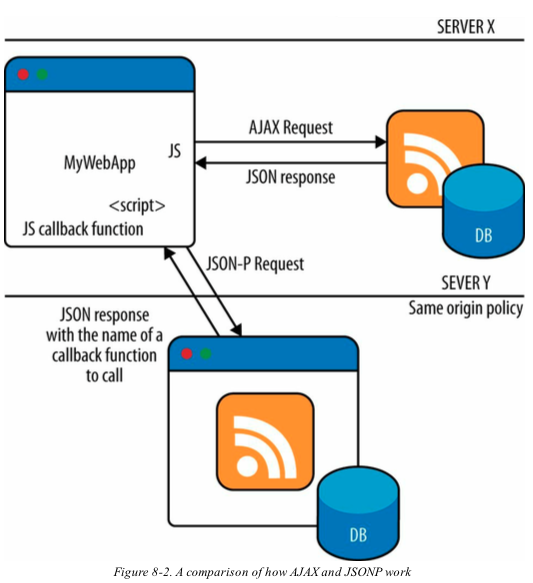 SERVER X
AJAX Request
JS
MyWebApp
JSON response
<script>
JS callback function
DB
JSON-P Request
SEVER Y
Same origin policy
JSON response
with the name of a
callback function
to call
DB
Figure 8-2. A comparison of how AJAX and JSONP work